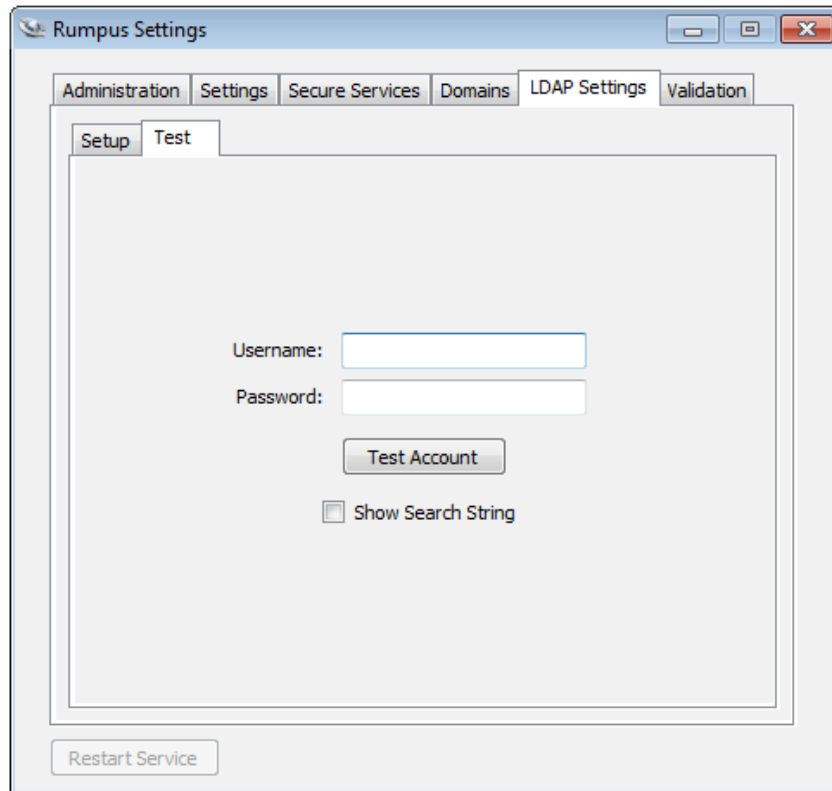 Rumpus Settings
Administration Settings Secure Services Domains LDAP Settings Validation
Setup Test
Username:
Password:
Test Account
Show Search String
Restart Service